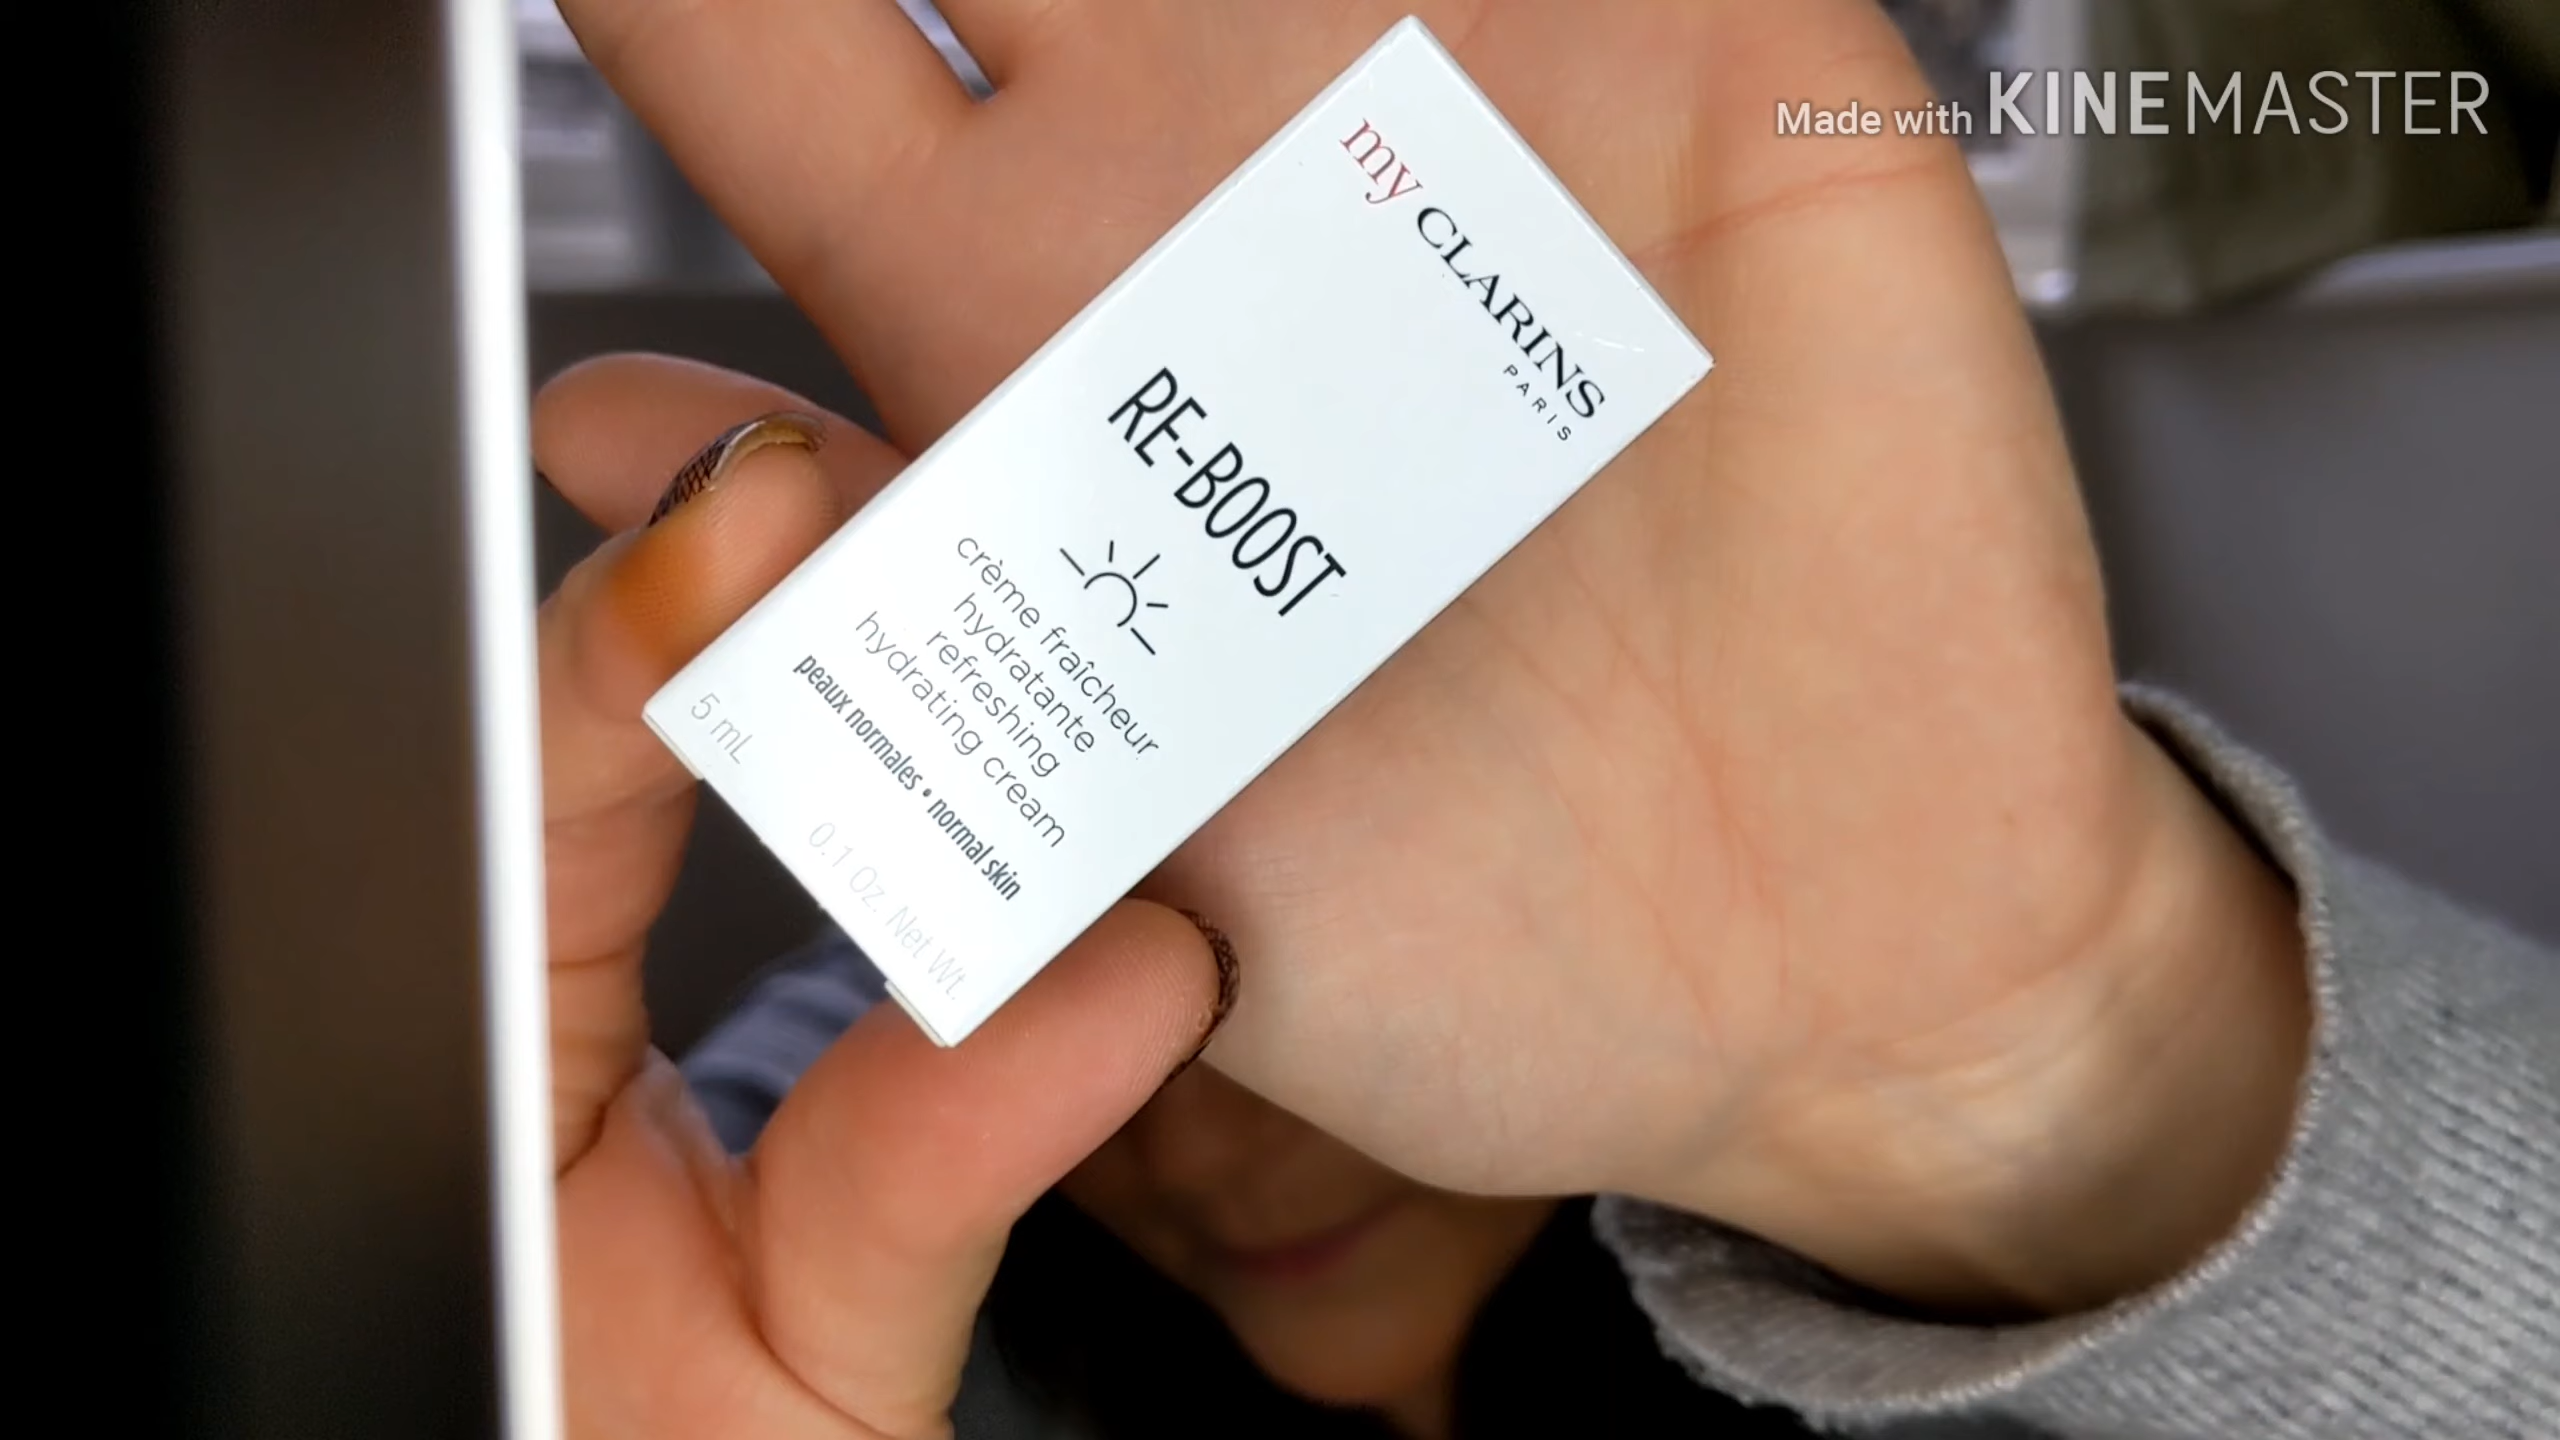 my CLARINS
PARIS
RE-BOOST
crème fraîcheur
hydratante
refreshing
hydrating cream
peaux normales • normal skin
5 mL
0.1 Oz. Net Wt.
Made with KINEMASTER